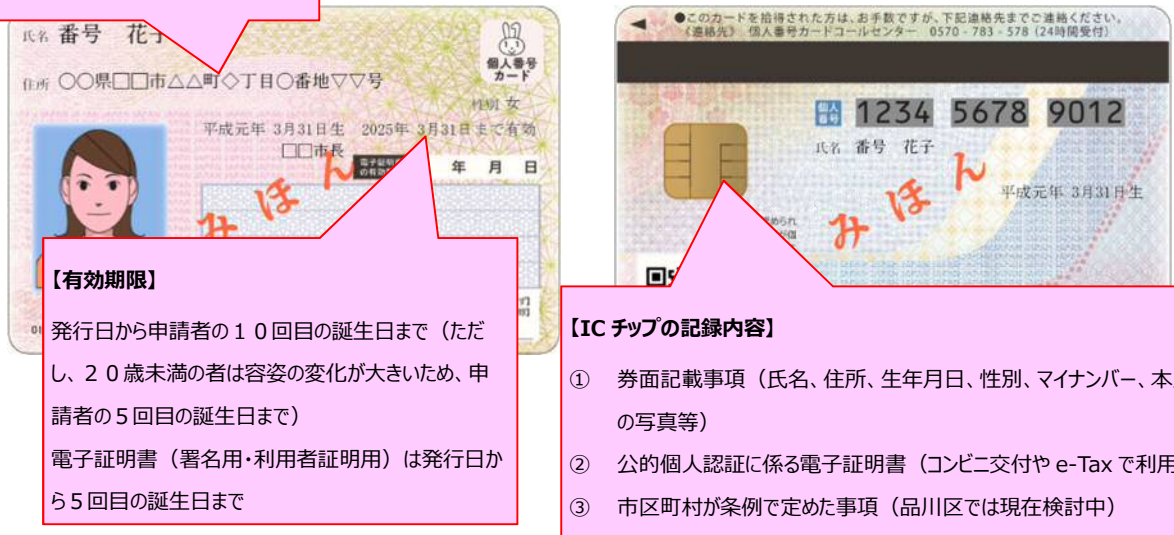 氏名 番号 花子
個人番号
カード
住所 〇〇県□□市△△町◇丁目〇番地▽▽号
性別 女
平成元年 3月31日生 2025年 3月31日まで有効
□□市長
年 月 日
みほん
【有効期限】
発行日から申請者の１０回目の誕生日まで（ただ
し、２０歳未満の者は容姿の変化が大きいため、申
請者の５回目の誕生日まで）
電子証明書（署名用・利用者証明用）は発行日か
ら５回目の誕生日まで
●このカードを拾得された方は、お手数ですが、下記連絡先までご連絡ください。
《連絡先》 個人番号カードコールセンター 0570-783-578 (24時間受付)
個人
番号
1234 5678 9012
氏名 番号 花子
平成元年 3月31日生
みほん
【IC チップの記録内容】
① 券面記載事項（氏名、住所、生年月日、性別、マイナンバー、本
の写真等）
② 公的個人認証に係る電子証明書（コンビニ交付や e-Tax で利用
③ 市区町村が条例で定めた事項（品川区では現在検討中）